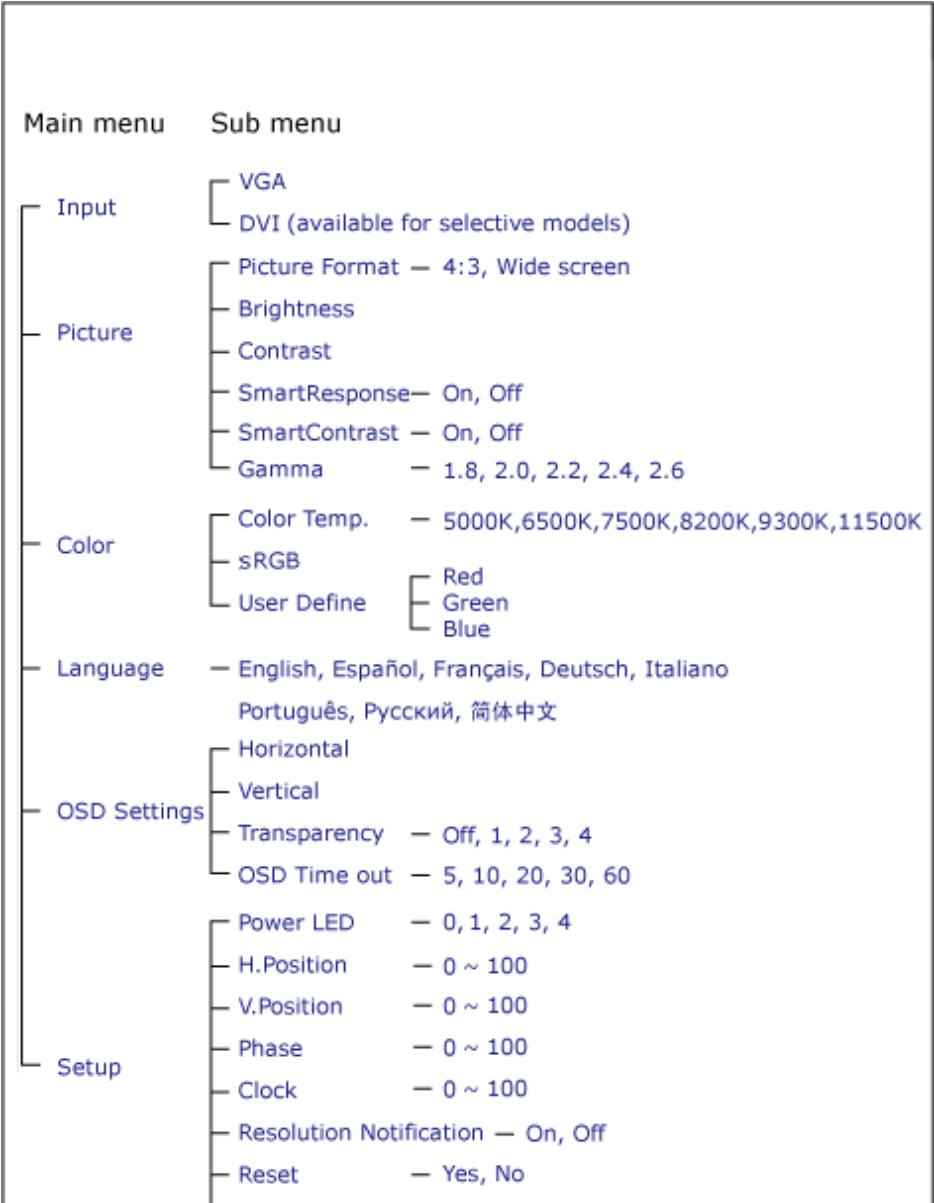 Main menu Sub menu
VGA
Input
DVI (available for selective models)
Picture Format — 4:3, Wide screen
Brightness
Picture
Contrast
SmartResponse — On, Off
SmartContrast — On, Off
Gamma — 1.8, 2.0, 2.2, 2.4, 2.6
Color Temp. — 5000K,6500K,7500K,8200K,9300K,11500K
Color
sRGB
Red
User Define Green
Blue
Language — English, Español, Français, Deutsch, Italiano
Português, Русский, 简体中文
Horizontal
Vertical
OSD Settings
Transparency — Off, 1, 2, 3, 4
OSD Time out — 5, 10, 20, 30, 60
Power LED — 0, 1, 2, 3, 4
H.Position — 0 ~ 100
V.Position — 0 ~ 100
Phase — 0 ~ 100
Setup
Clock — 0 ~ 100
Resolution Notification — On, Off
Reset — Yes, No